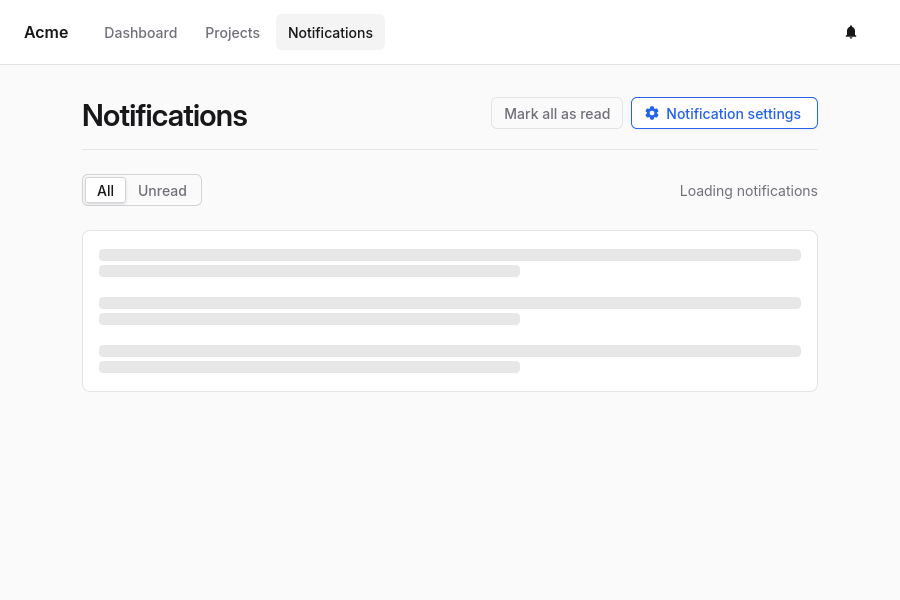 Acme
Dashboard
Projects
Notifications
Notifications
Mark all as read
Notification settings
All
Unread
Loading notifications